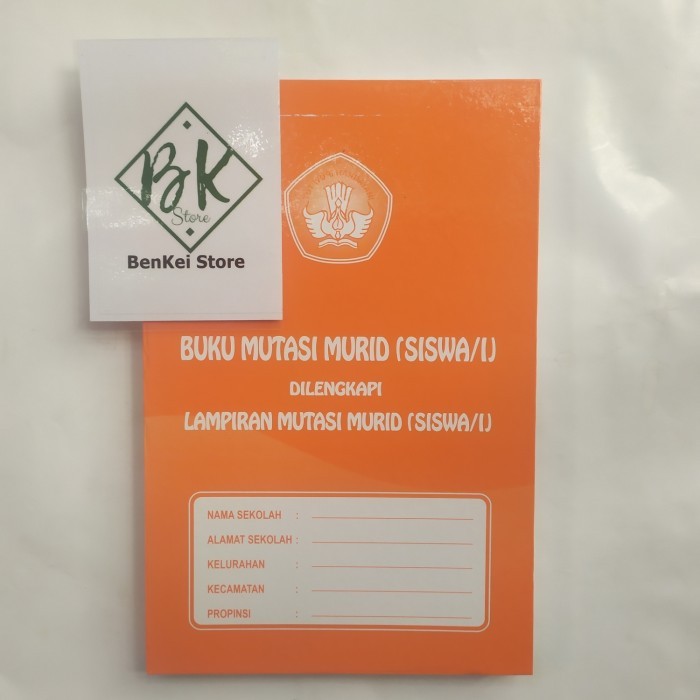 BK
Store
BenKei Store
BUKU MUTASI MURID (SISWA/I)
DILENGKAPI
LAMPIRAN MUTASI MURID (SISWA/I)
NAMA SEKOLAH :
ALAMAT SEKOLAH :
KELURAHAN :
KECAMATAN :
PROPINSI :